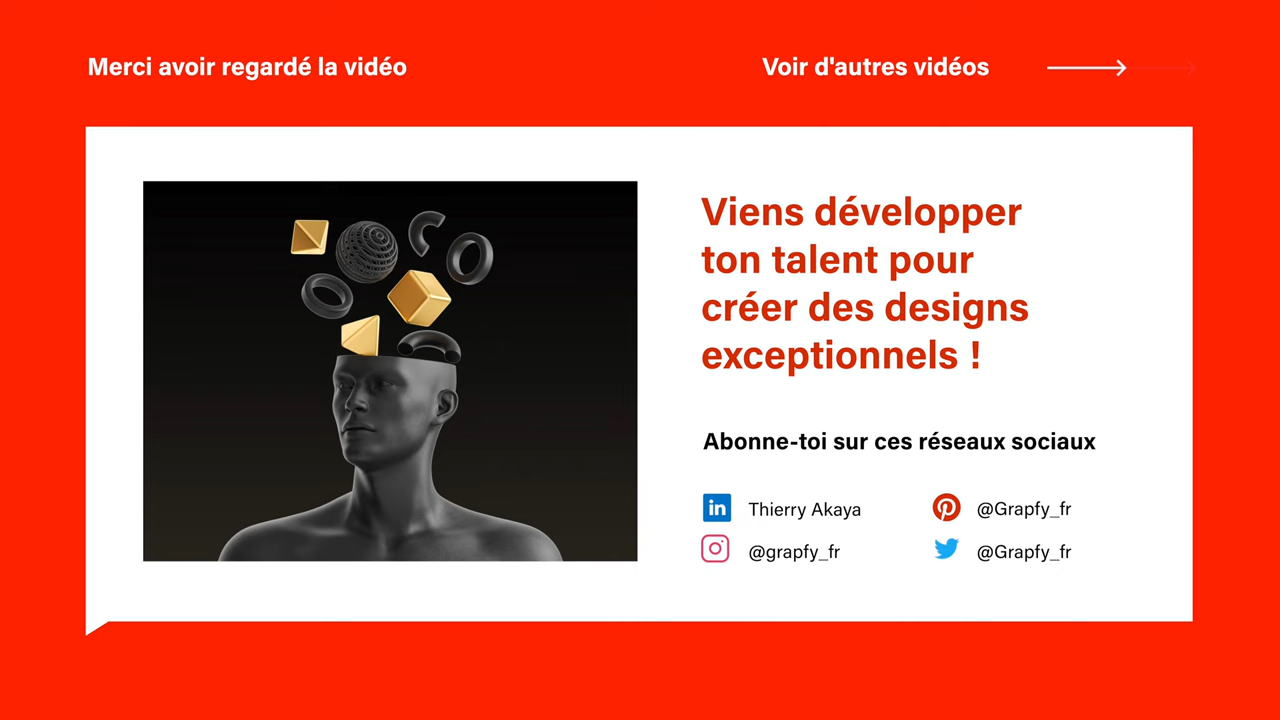 Merci avoir regardé la vidéo
Voir d'autres vidéos
Viens développer
ton talent pour
créer des designs
exceptionnels !
Abonne-toi sur ces réseaux sociaux
in Thierry Akaya
@Grapfy_fr
@grapfy_fr
@Grapfy_fr